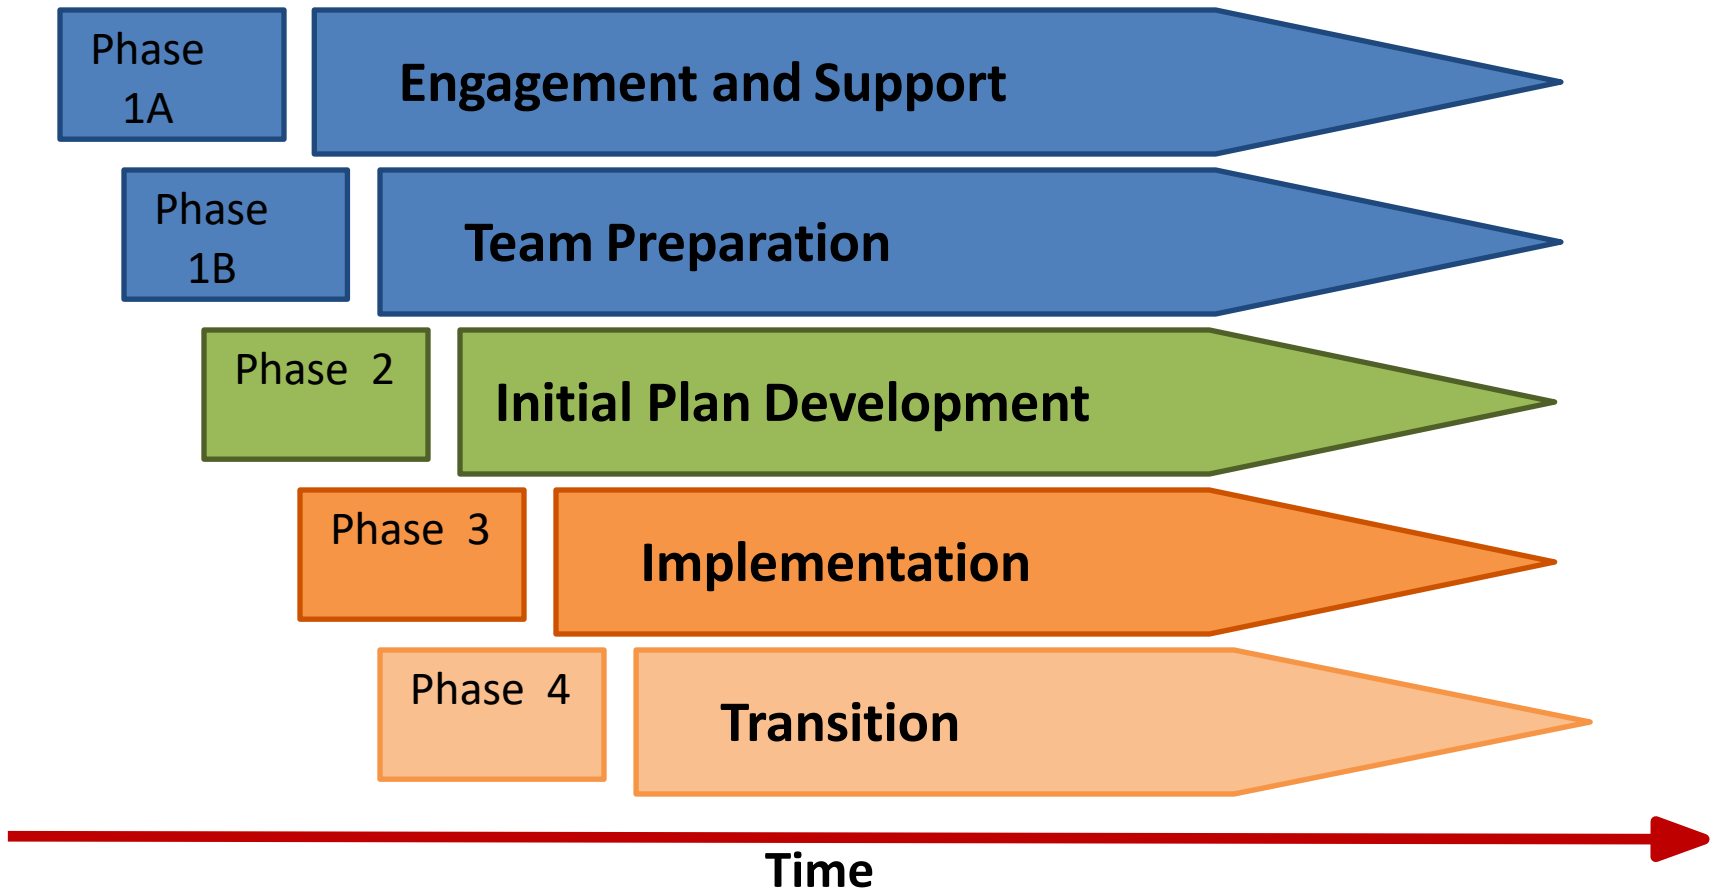 Phase
1A
Engagement and Support
Phase
1B
Team Preparation
Phase 2
Initial Plan Development
Phase 3
Implementation
Phase 4
Transition
Time